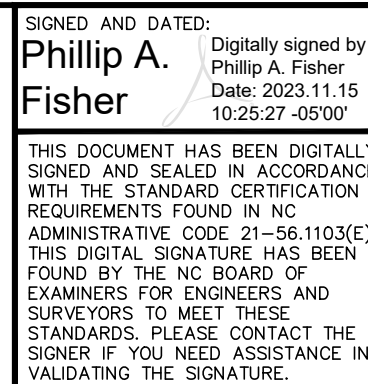 SIGNED AND DATED:
Phillip A.
Fisher
Digitally signed by
Phillip A. Fisher
Date: 2023.11.15
10:25:27 -05'00'
THIS DOCUMENT HAS BEEN DIGITALLY
SIGNED AND SEALED IN ACCORDANCE
WITH THE STANDARD CERTIFICATION
REQUIREMENTS FOUND IN NC
ADMINISTRATIVE CODE 21-56.1103(E)
THIS DIGITAL SIGNATURE HAS BEEN
FOUND BY THE NC BOARD OF
EXAMINERS FOR ENGINEERS AND
SURVEYORS TO MEET THESE
STANDARDS. PLEASE CONTACT THE
SIGNER IF YOU NEED ASSISTANCE IN
VALIDATING THE SIGNATURE.